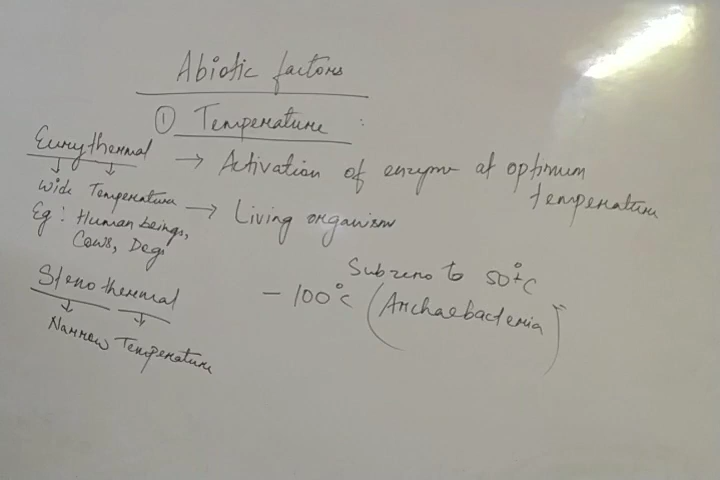 Abiotic factors
① Temperature :
Eurythermal
wide Temperature
Eg : Human beings,
Cows, Dogs
→ Activation of enzyme at optimum
temperature
→ Living organism
Subzero to 50°C
- 100°C (Archaebacteria)
Stenothermal
Narrow Temperature